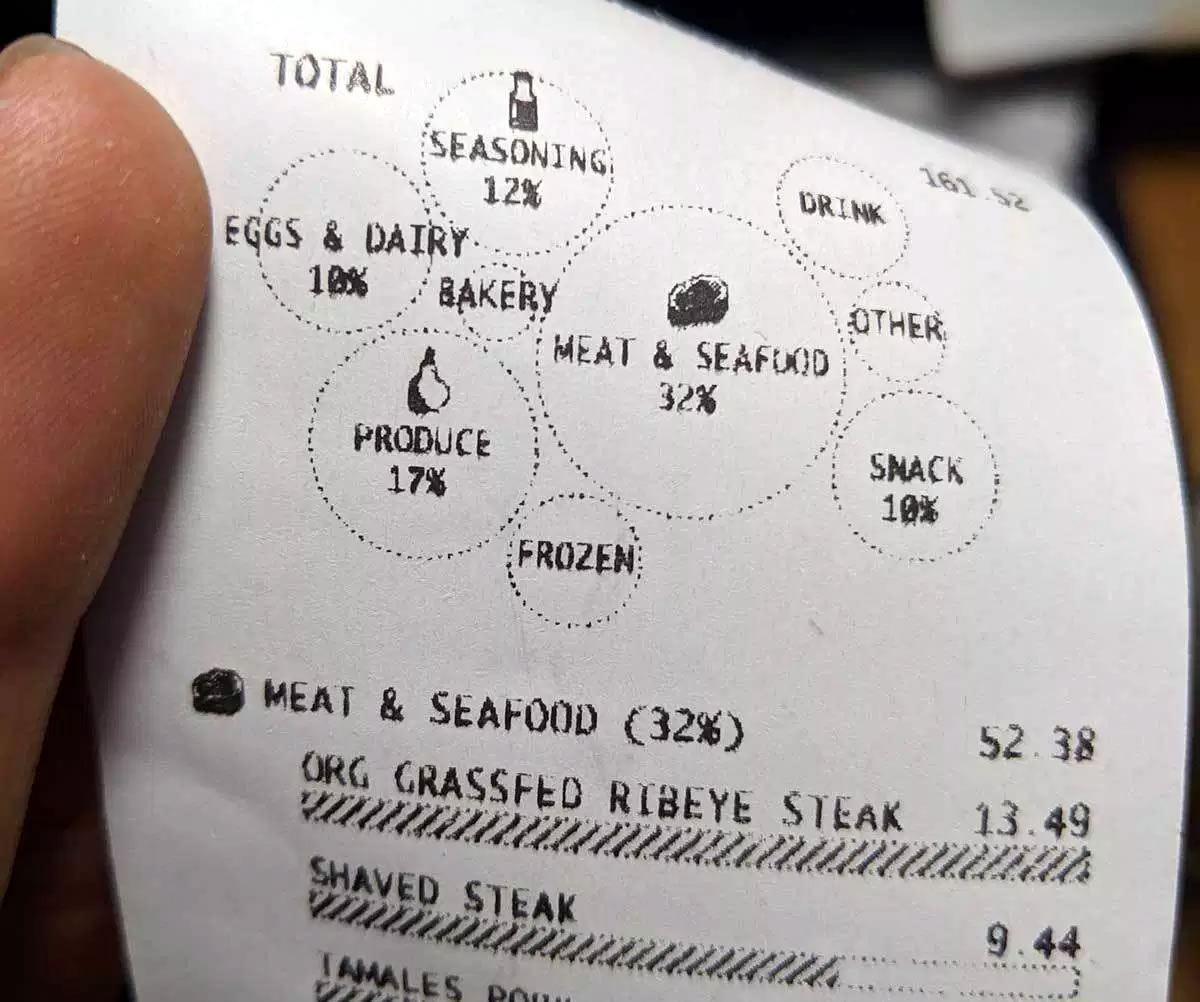 TOTAL 161.52
SEASONING
12%
DRINK
EGGS & DAIRY
10%
BAKERY
OTHER
MEAT & SEAFOOD
32%
PRODUCE
17%
SNACK
10%
FROZEN
MEAT & SEAFOOD (32%) 52.38
ORG GRASSFED RIBEYE STEAK 13.49
SHAVED STEAK 9.44
TAMALES